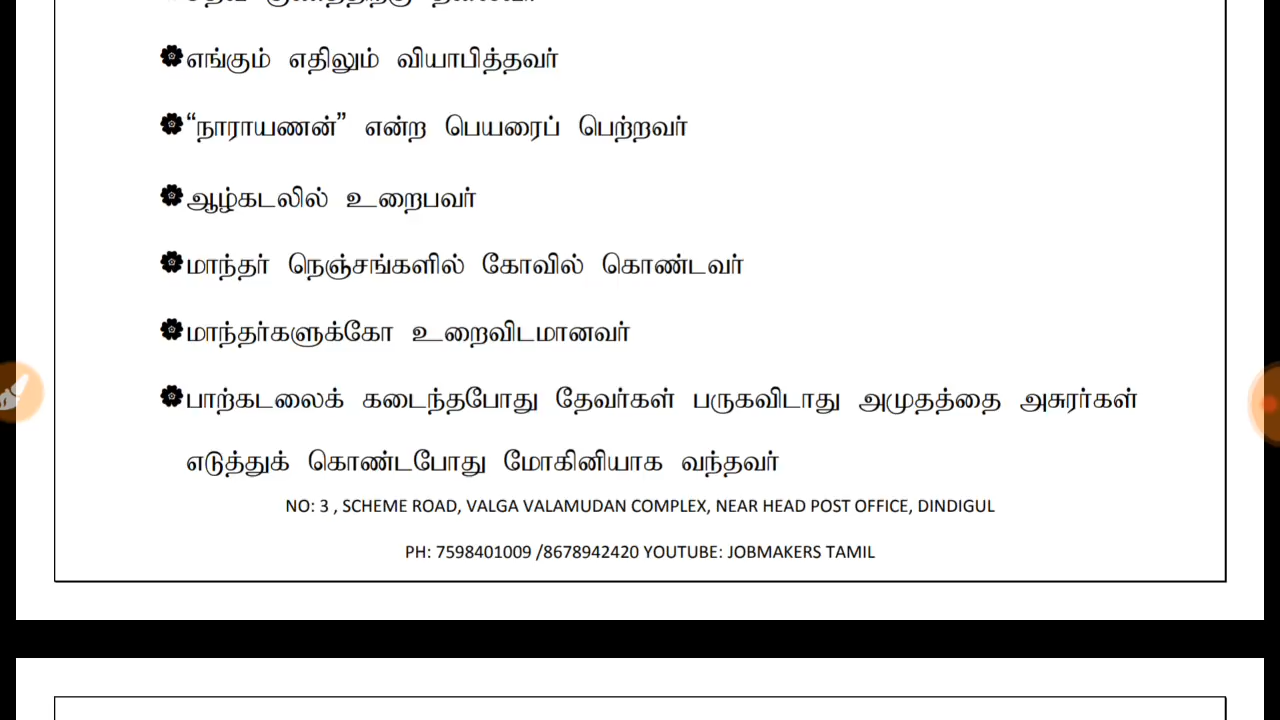 எங்கும் எதிலும் வியாபித்தவர்
“நாராயணன்” என்ற பெயரைப் பெற்றவர்
ஆழ்கடலில் உறைபவர்
மாந்தர் நெஞ்சங்களில் கோவில் கொண்டவர்
மாந்தர்களுக்கோ உறைவிடமானவர்
பாற்கடலைக் கடைந்தபோது தேவர்கள் பருகவிடாது அமுதத்தை அசுரர்கள்
எடுத்துக் கொண்டபோது மோகினியாக வந்தவர்
NO: 3 , SCHEME ROAD, VALGA VALAMUDAN COMPLEX, NEAR HEAD POST OFFICE, DINDIGUL
PH: 7598401009 /8678942420 YOUTUBE: JOBMAKERS TAMIL